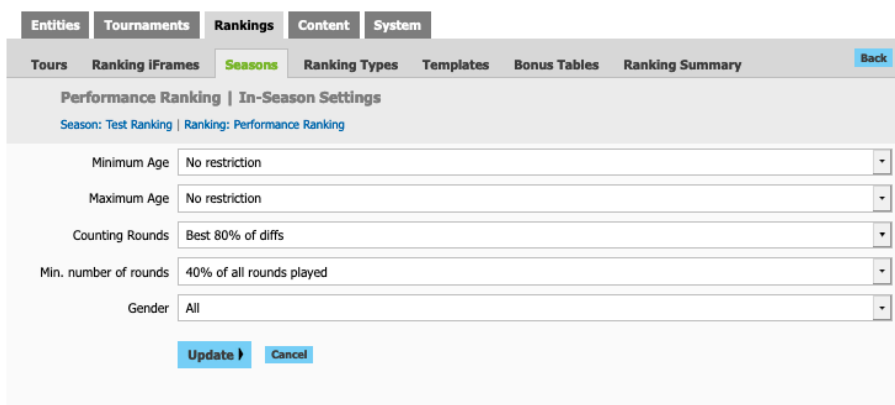 Entities Tournaments Rankings Content System
Tours Ranking iFrames Seasons Ranking Types Templates Bonus Tables Ranking Summary Back
Performance Ranking | In-Season Settings
Season: Test Ranking | Ranking: Performance Ranking
Minimum Age No restriction
Maximum Age No restriction
Counting Rounds Best 80% of diffs
Min. number of rounds 40% of all rounds played
Gender All
Update Cancel